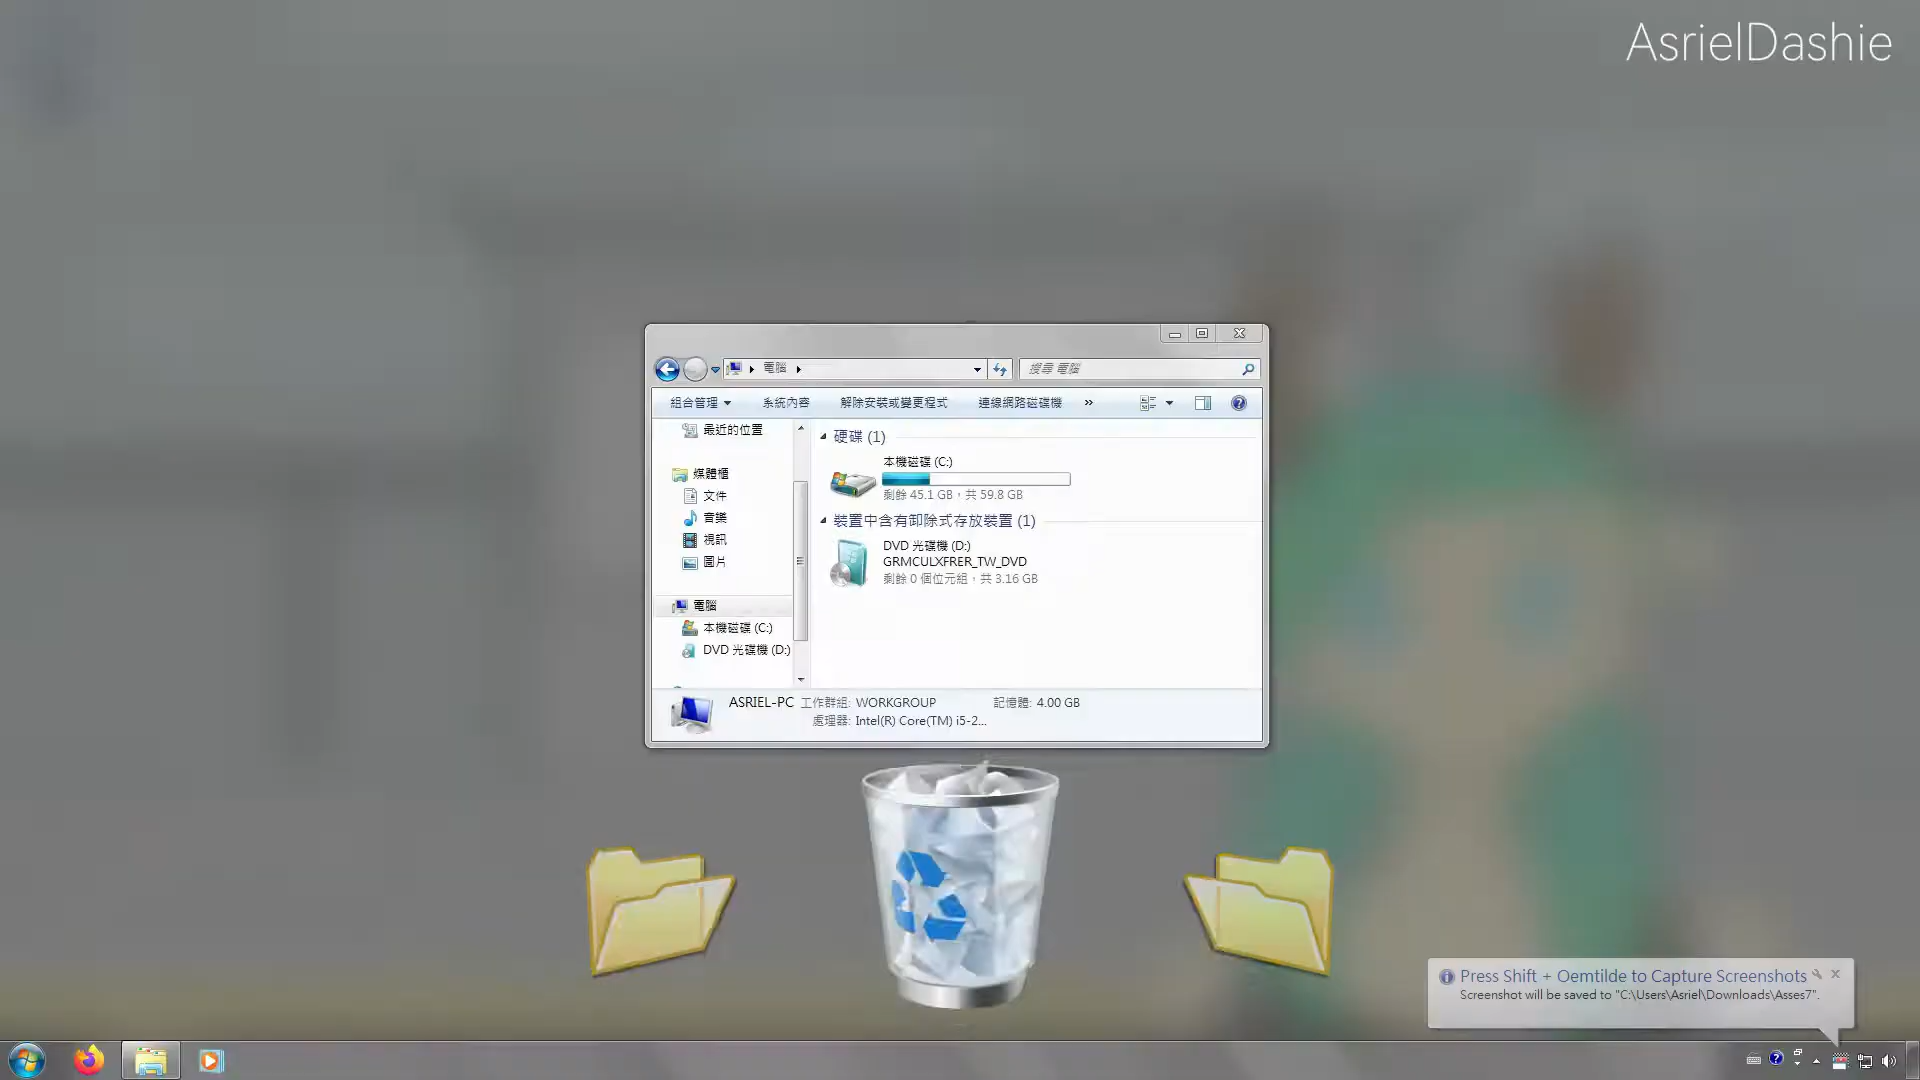 AsrielDashie
電腦
搜尋 電腦
組合管理
系統內容
解除安裝或變更程式
連線網路磁碟機
»
最近的位置
媒體櫃
文件
音樂
視訊
圖片
電腦
本機磁碟 (C:)
DVD 光碟機 (D:)
硬碟 (1)
本機磁碟 (C:)
剩餘 45.1 GB，共 59.8 GB
裝置中含有卸除式存放裝置 (1)
DVD 光碟機 (D:)
GRMCULXFRER_TW_DVD
剩餘 0 個位元組，共 3.16 GB
ASRIEL-PC 工作群組: WORKGROUP 記憶體: 4.00 GB
處理器: Intel(R) Core(TM) i5-2...
Press Shift + Oemtilde to Capture Screenshots
Screenshot will be saved to "C:\Users\Asriel\Downloads\Asses7".